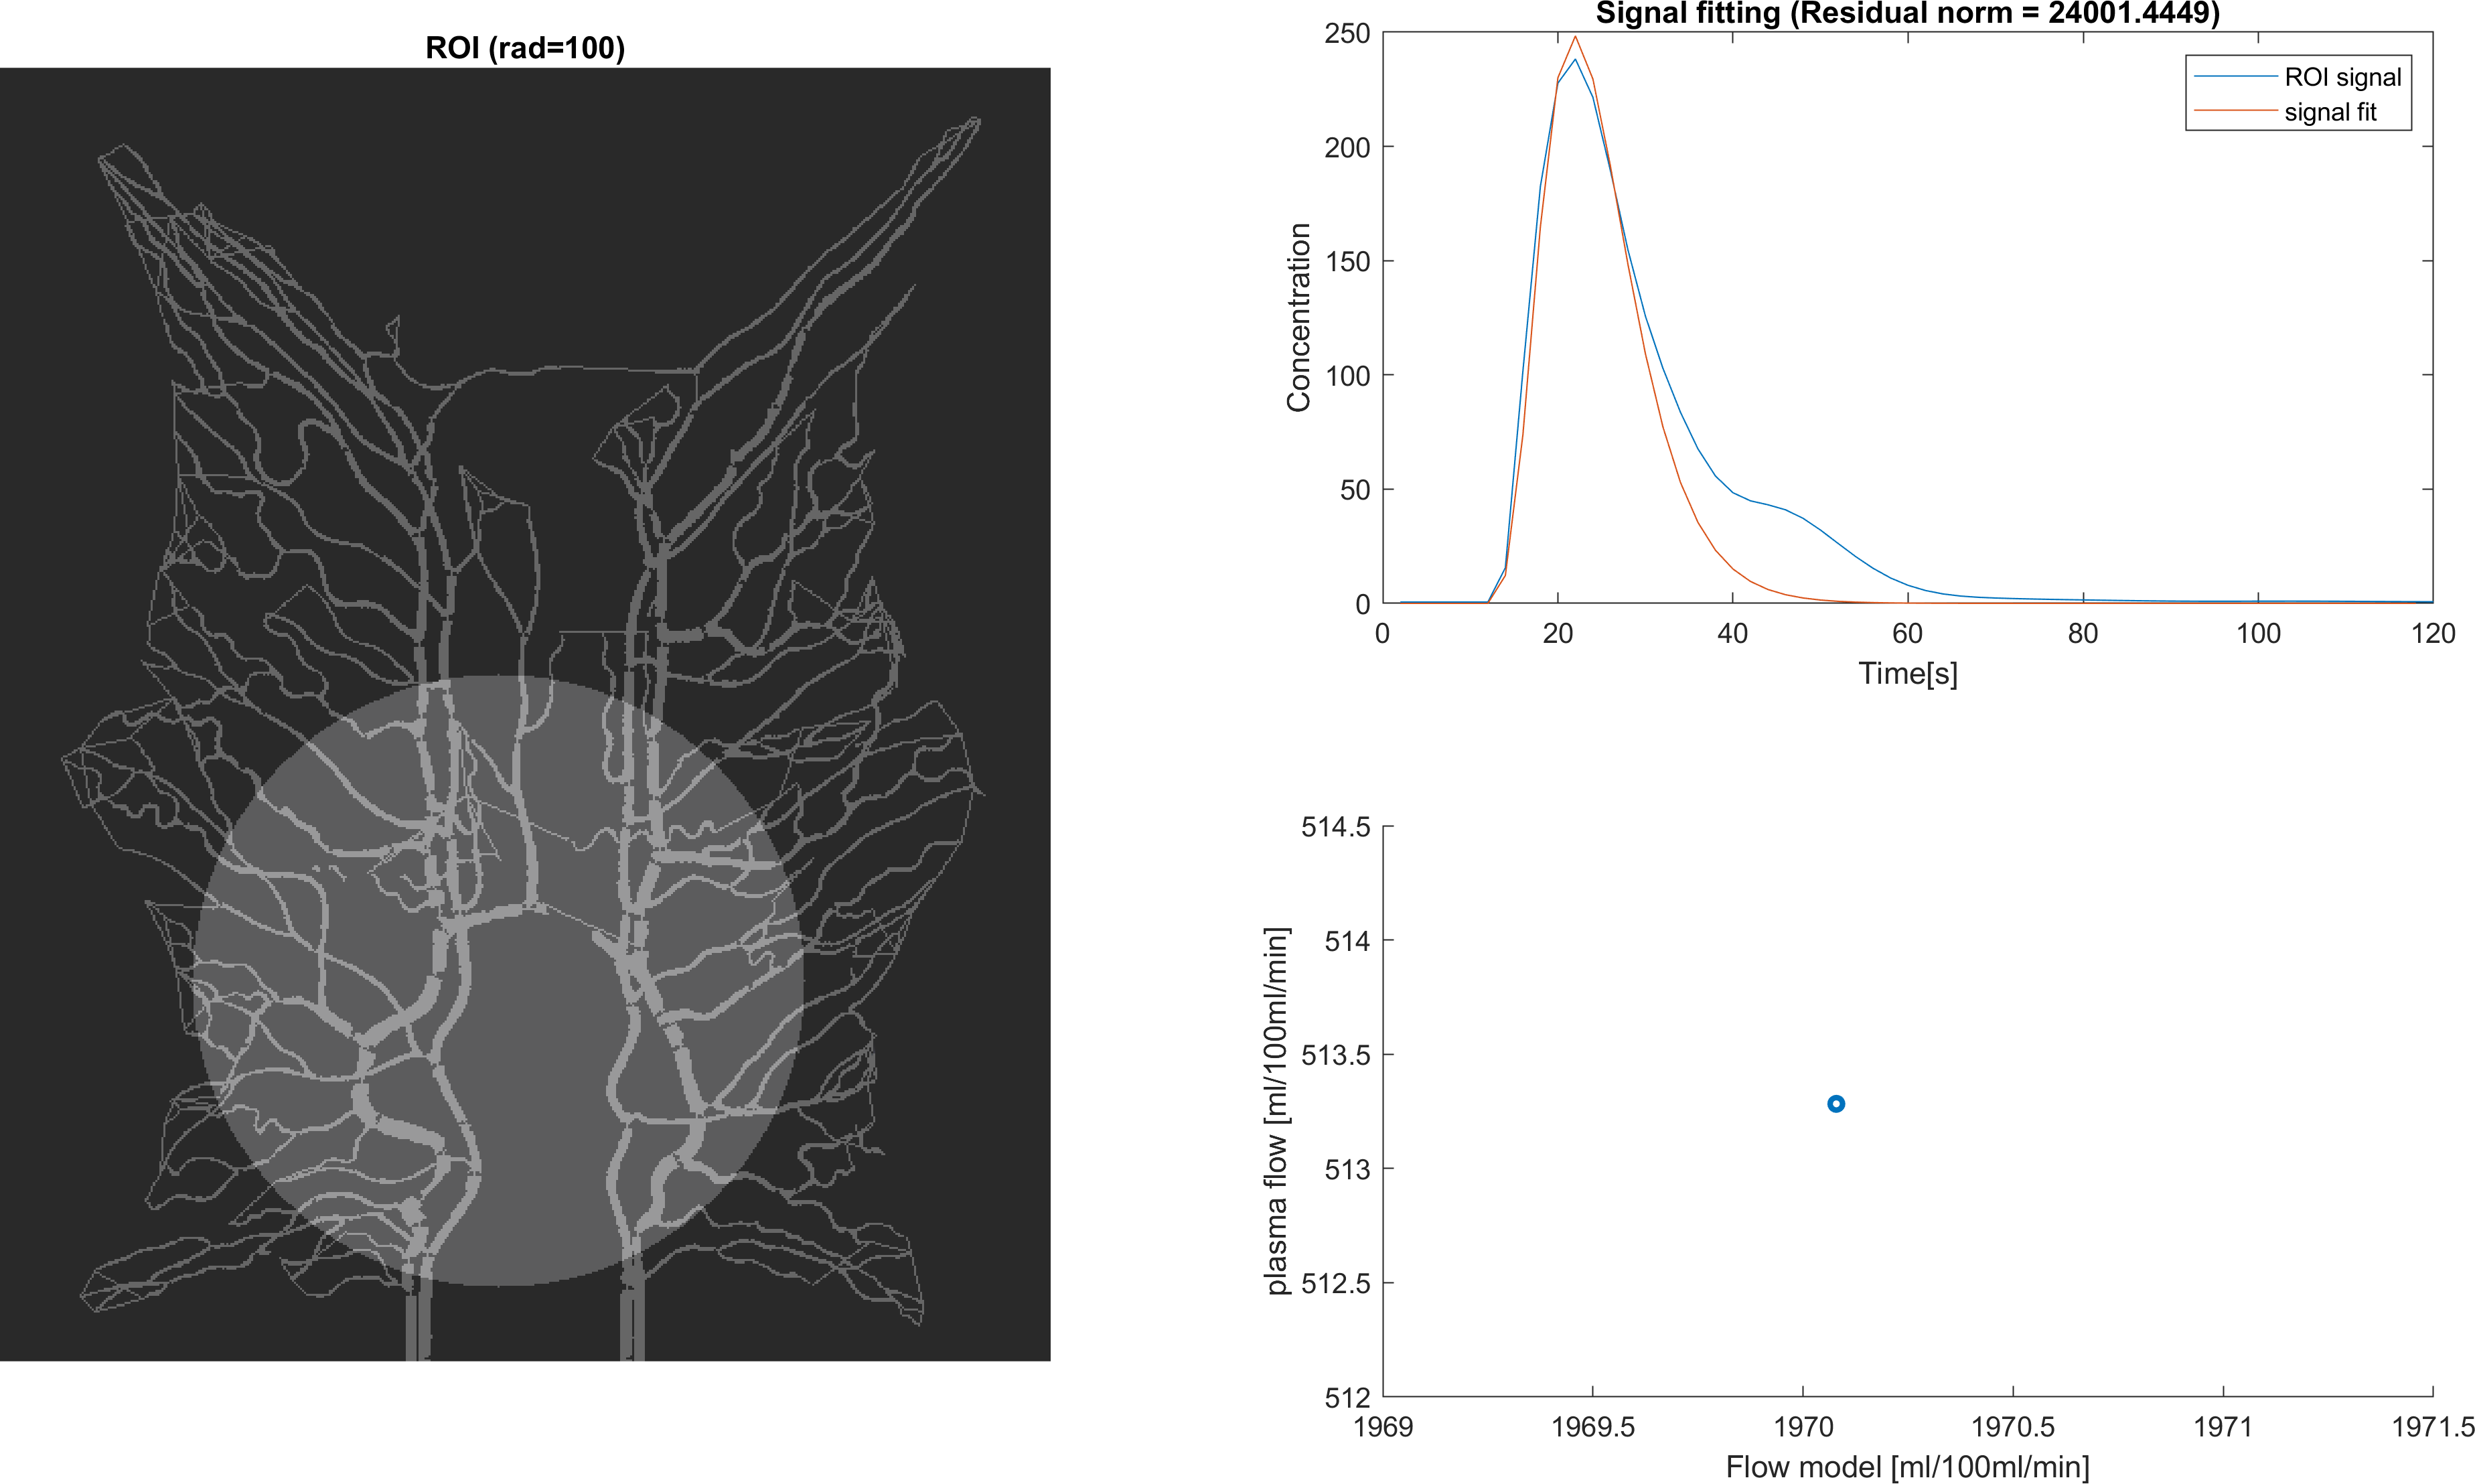 ROI (rad=100)
Signal fitting (Residual norm = 24001.4449)
250
200
150
100
50
0
Concentration
ROI signal
signal fit
0 20 40 60 80 100 120
Time[s]
514.5
514
513.5
513
512.5
512
plasma flow [ml/100ml/min]
1969 1969.5 1970 1970.5 1971 1971.5
Flow model [ml/100ml/min]